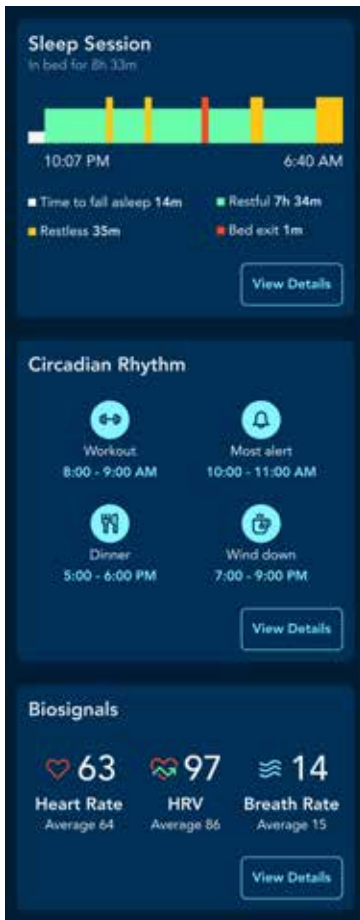 Sleep Session
In bed for 8h 33m
10:07 PM 6:40 AM
Time to fall asleep 14m Restful 7h 34m
Restless 35m Bed exit 1m
View Details
Circadian Rhythm
Workout Most alert
8:00 - 9:00 AM 10:00 - 11:00 AM
Dinner Wind down
5:00 - 6:00 PM 7:00 - 9:00 PM
View Details
Biosignals
63 97 14
Heart Rate HRV Breath Rate
Average 64 Average 86 Average 15
View Details